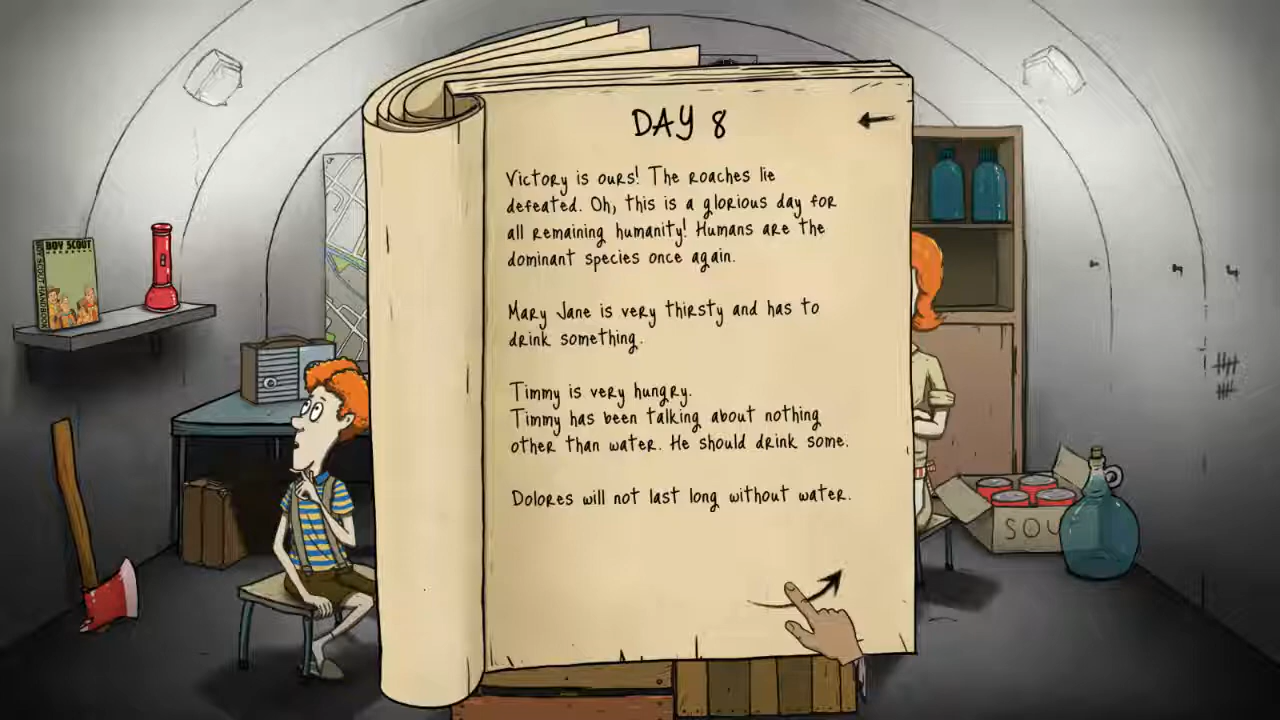 DAY 8
Victory is ours! The roaches lie
defeated. Oh, this is a glorious day for
all remaining humanity! Humans are the
dominant species once again.
Mary Jane is very thirsty and has to
drink something.
Timmy is very hungry.
Timmy has been talking about nothing
other than water. He should drink some.
Dolores will not last long without water.
BOY SCOUT
BOY SCOUT HANDBOOK
SOU